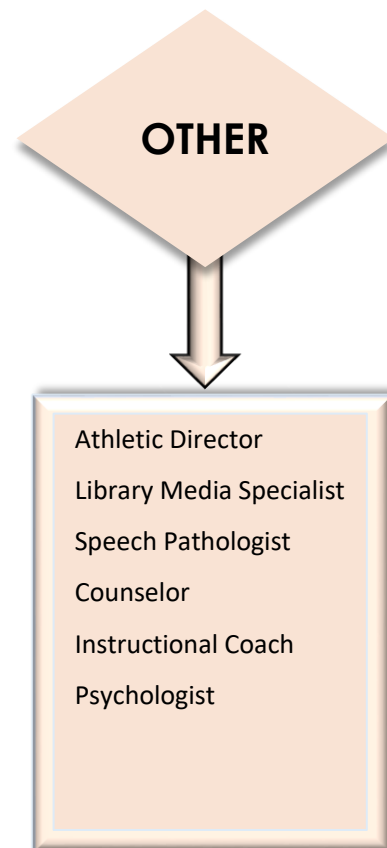 OTHER
Athletic Director
Library Media Specialist
Speech Pathologist
Counselor
Instructional Coach
Psychologist